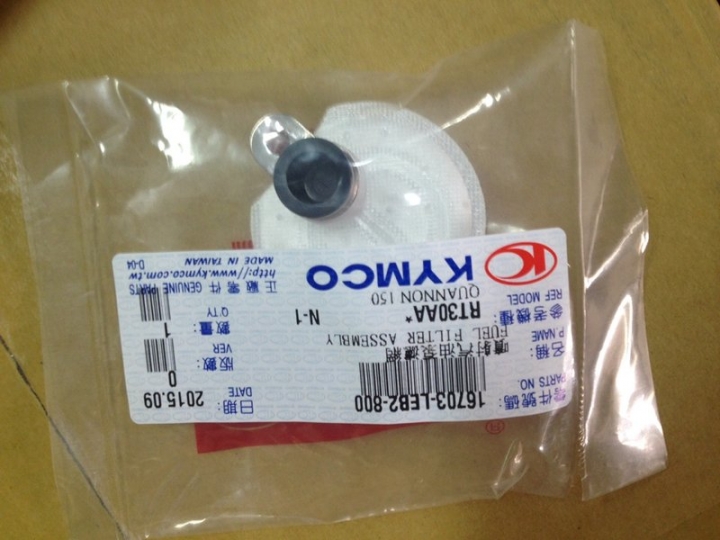 KYMCO
正廠零件 GENUINE PARTS
http://www.kymco.com.tw
MADE IN TAIWAN
D-04
零件號碼:
PARTS NO.
16703-LEB2-800
名稱:
P.NAME
噴射汽油泵濾網
FUEL FILTER ASSEMBLY
參考機種:
REF MODEL
RT30AA*
N-1
QUANNON 150
日期:
DATE
2015.09
版數:
VER
0
數量:
Q'TY
1
®